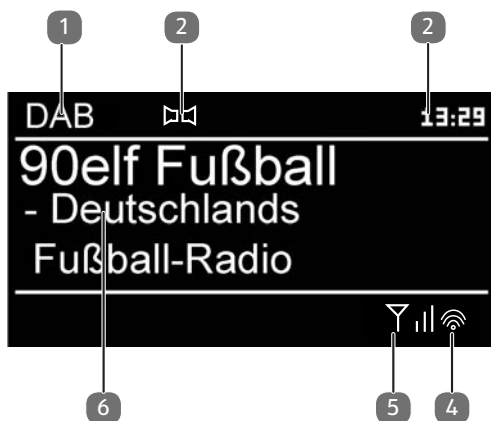 1 2 2
DAB 13:29
90elf Fußball
- Deutschlands
Fußball-Radio
6 5 4